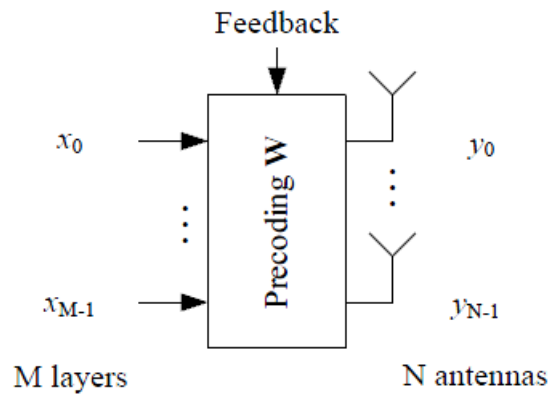 Feedback
x0
y0
Precoding W
...
...
xM-1
yN-1
M layers
N antennas